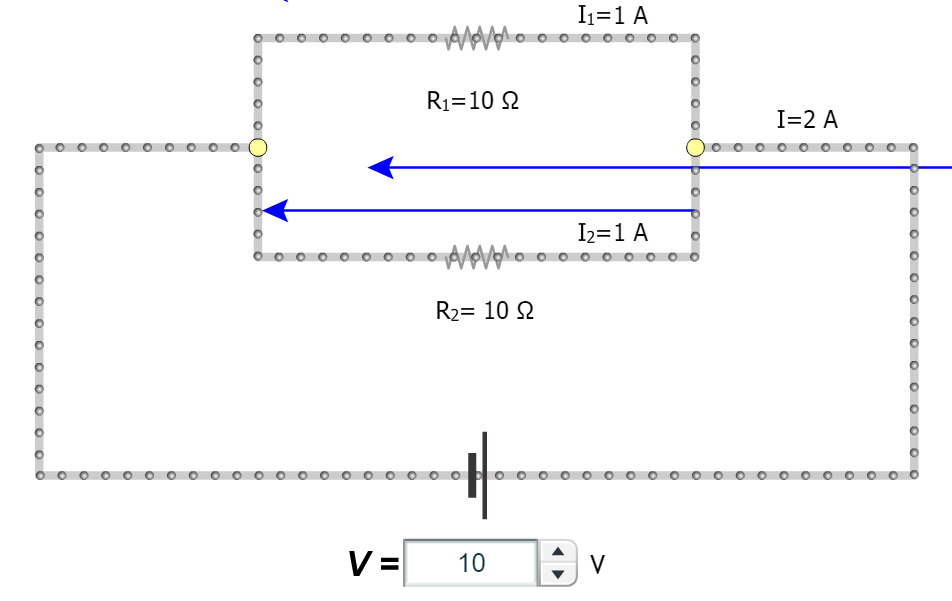 I₁=1 A
R₁=10 Ω
I=2 A
I₂=1 A
R₂= 10 Ω
V = 10 V